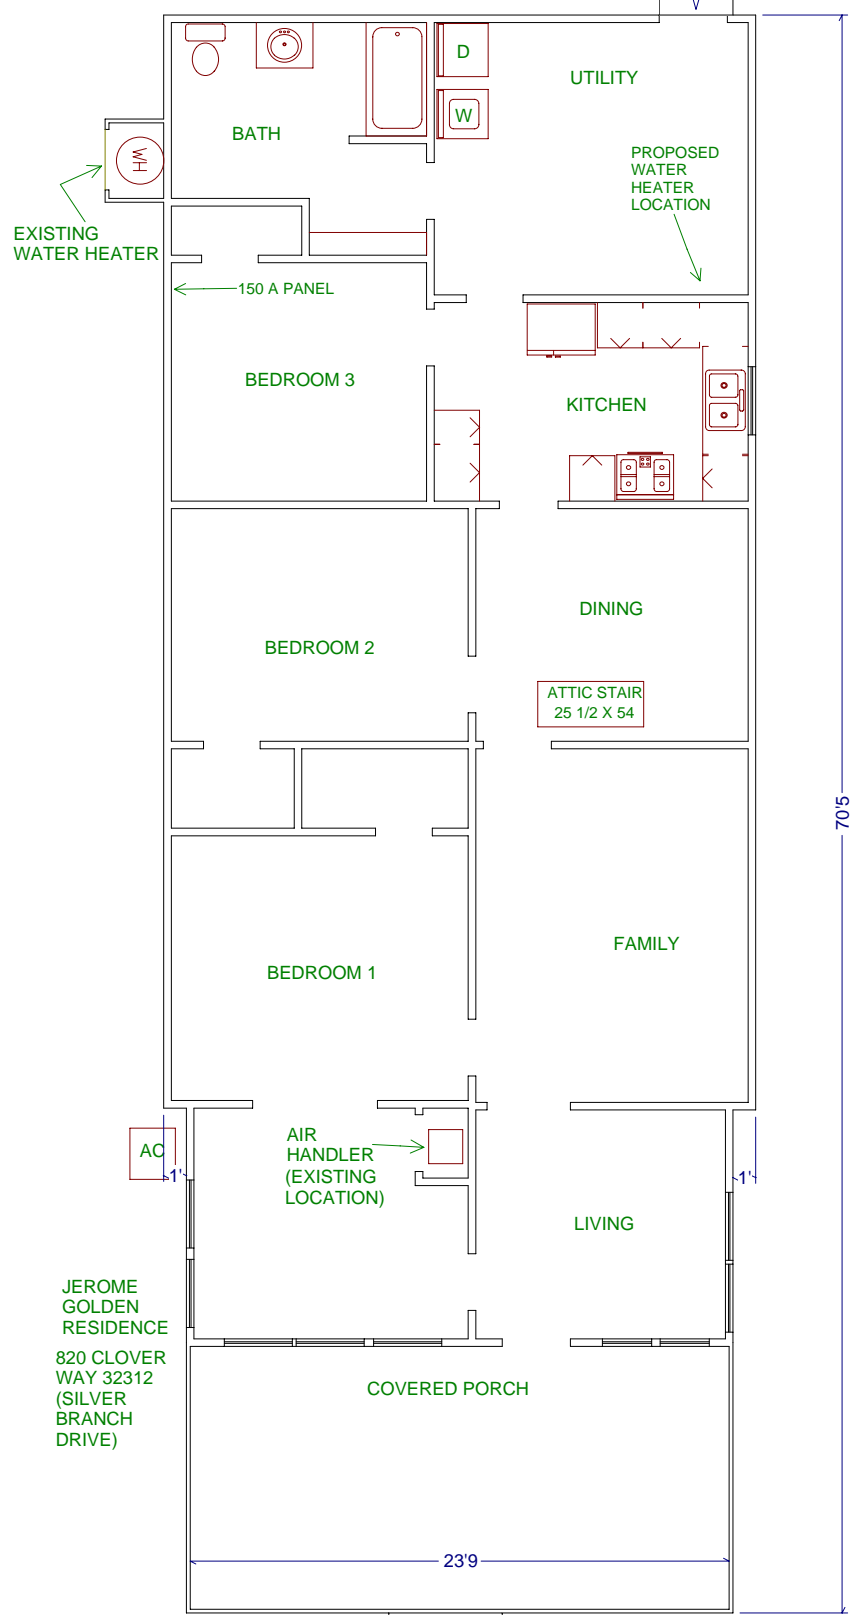 D
UTILITY
W
BATH
WH
PROPOSED
WATER
HEATER
LOCATION
EXISTING
WATER HEATER
150 A PANEL
BEDROOM 3
KITCHEN
DINING
BEDROOM 2
ATTIC STAIR
25 1/2 X 54
70'5
FAMILY
BEDROOM 1
AIR
HANDLER
(EXISTING
LOCATION)
AC
1'
1'
LIVING
JEROME
GOLDEN
RESIDENCE
820 CLOVER
WAY 32312
(SILVER
BRANCH
DRIVE)
COVERED PORCH
23'9